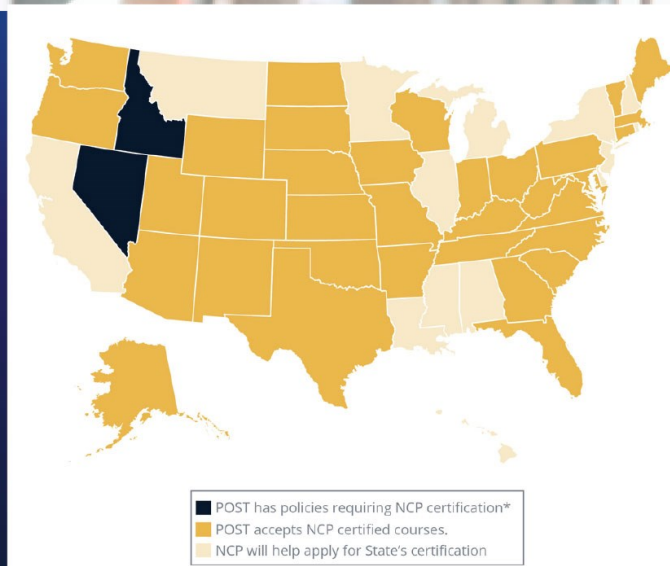 POST has policies requiring NCP certification*
POST accepts NCP certified courses.
NCP will help apply for State's certification